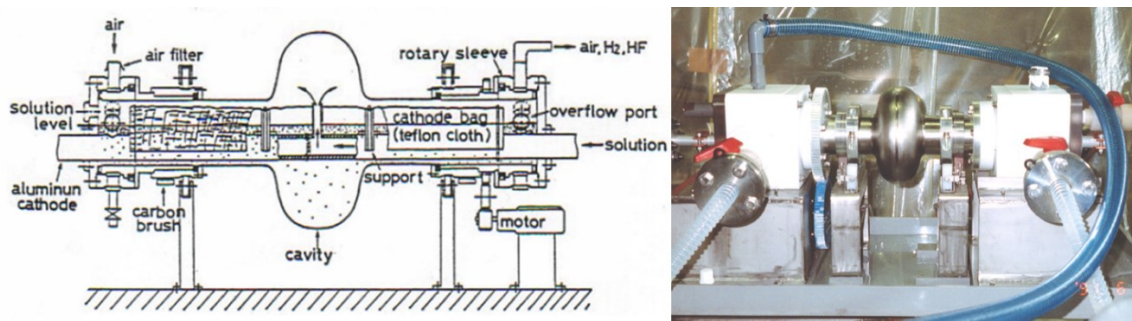 air
air filter
solution
level
aluminun
cathode
carbon
brush
cavity
rotary sleeve
air, H2, HF
overflow port
cathode bag
(teflon cloth)
solution
support
motor